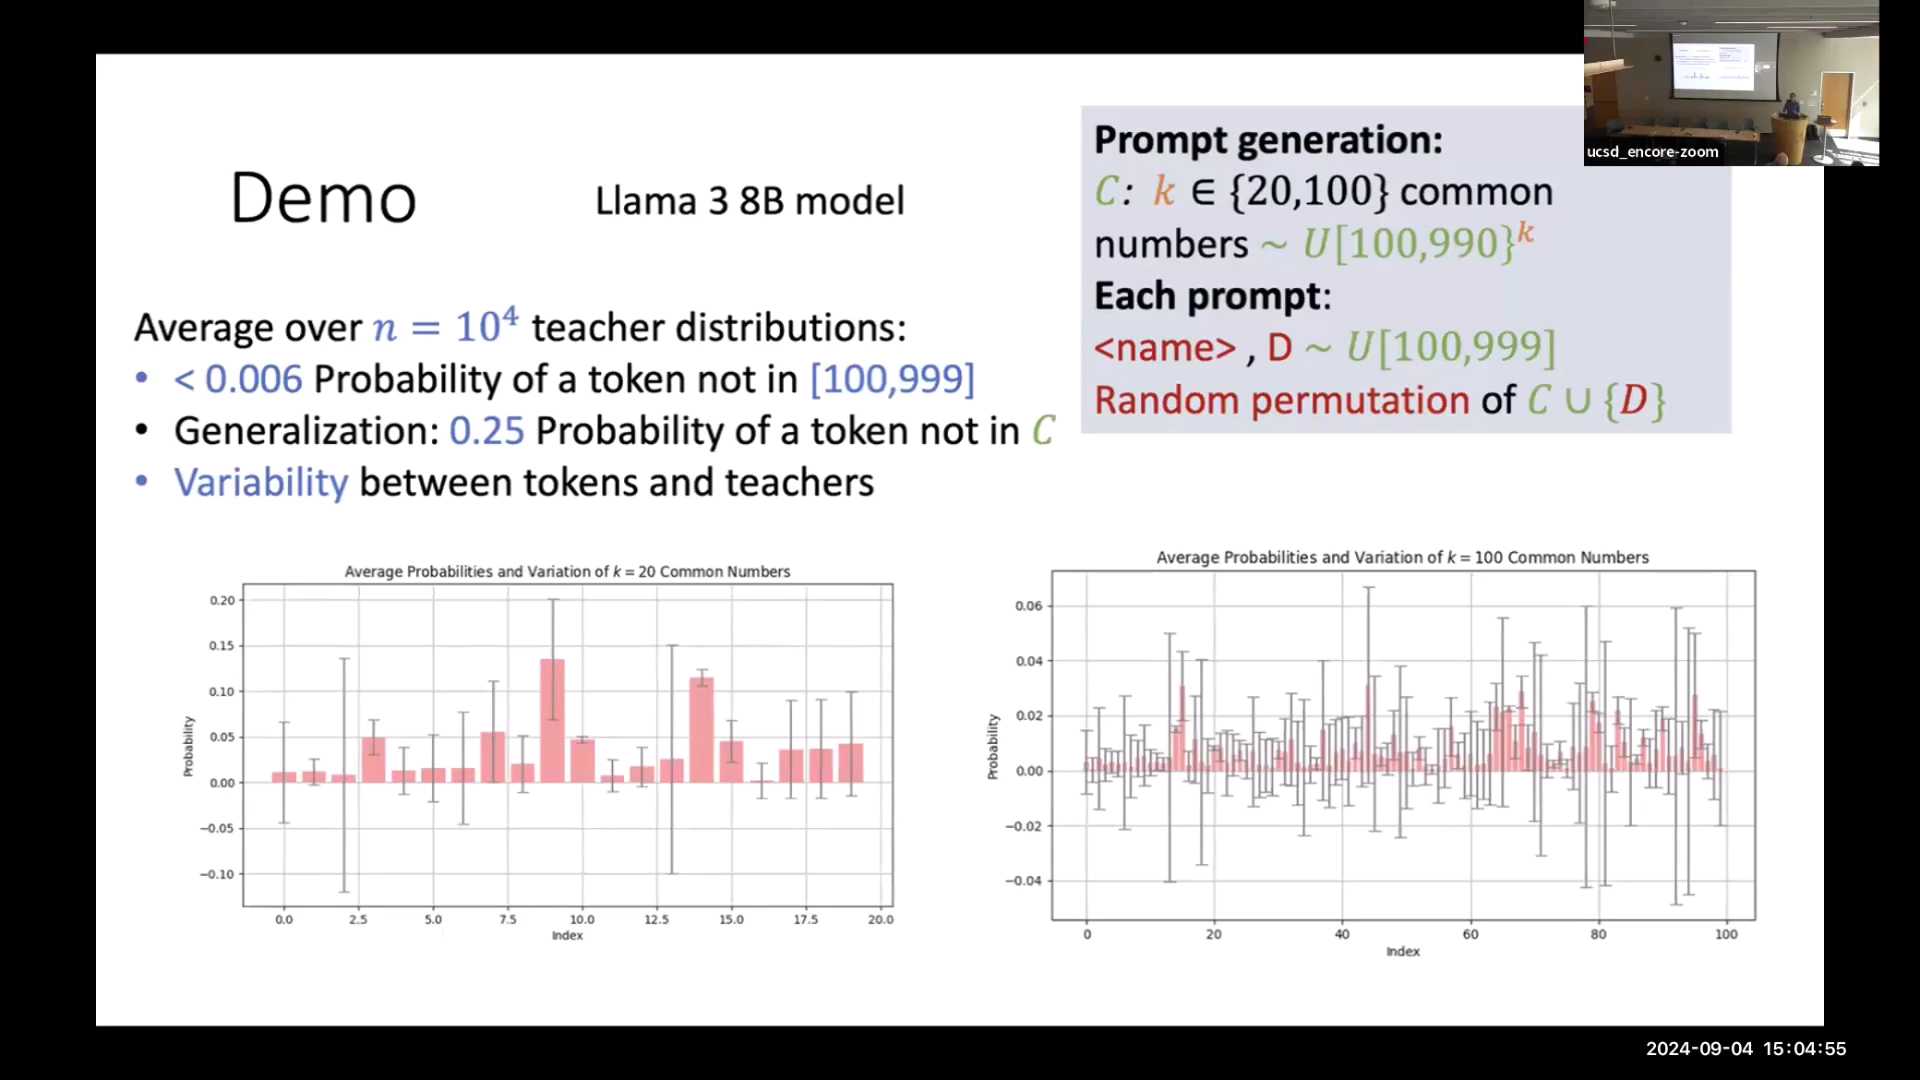 Demo
Llama 3 8B model
Average over n = 10⁴ teacher distributions:
• < 0.006 Probability of a token not in [100,999]
• Generalization: 0.25 Probability of a token not in C
• Variability between tokens and teachers
Prompt generation:
C: k ∈ {20,100} common
numbers ~ U[100,990}ᵏ
Each prompt:
<name> , D ~ U[100,999]
Random permutation of C ∪ {D}
ucsd_encore-zoom
Average Probabilities and Variation of k = 20 Common Numbers
Probability
0.20
0.15
0.10
0.05
0.00
−0.05
−0.10
0.0 2.5 5.0 7.5 10.0 12.5 15.0 17.5 20.0
Index
Average Probabilities and Variation of k = 100 Common Numbers
Probability
0.06
0.04
0.02
0.00
−0.02
−0.04
0 20 40 60 80 100
Index
2024-09-04 15:04:55